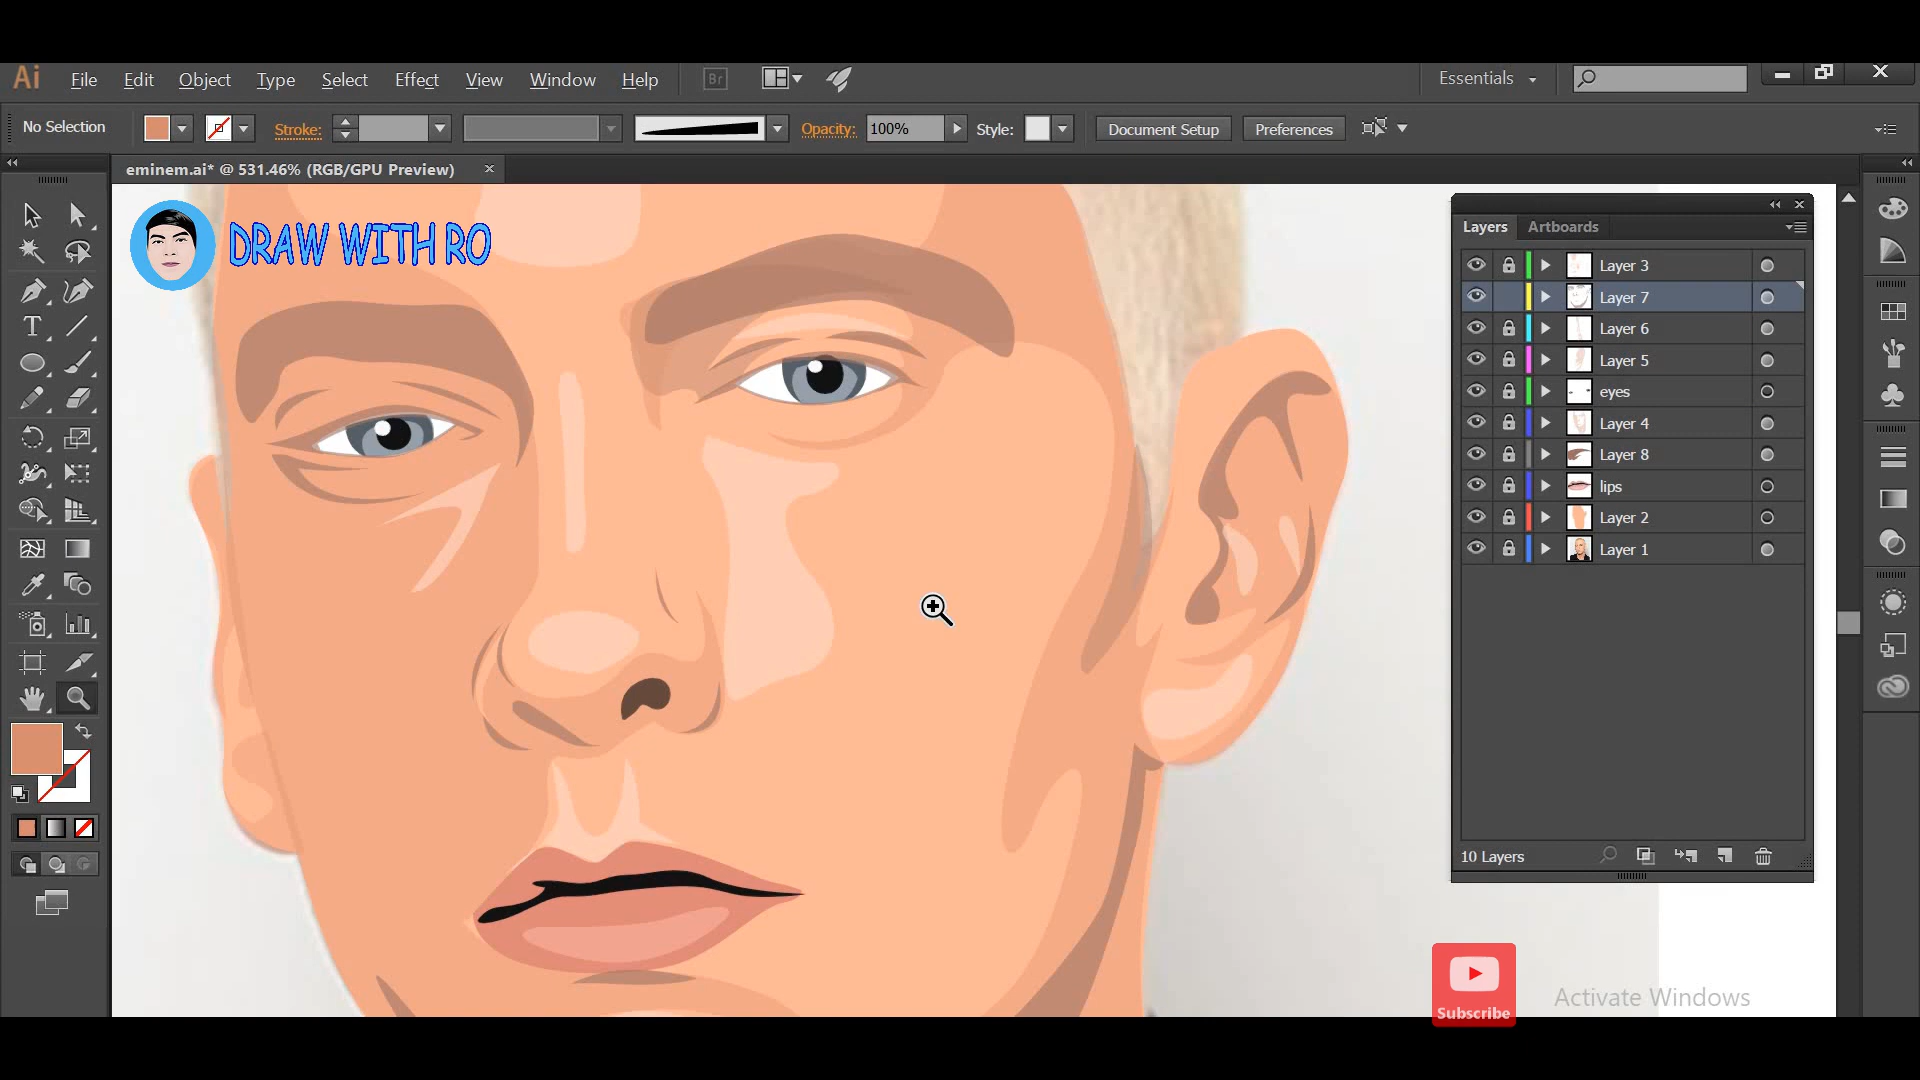 Ai File Edit Object Type Select Effect View Window Help Br Essentials
No Selection Stroke: Opacity: 100% Style: Document Setup Preferences
eminem.ai* @ 531.46% (RGB/GPU Preview)
DRAW WITH RO
Layers Artboards
Layer 3
Layer 7
Layer 6
Layer 5
eyes
Layer 4
Layer 8
lips
Layer 2
Layer 1
10 Layers
Subscribe
Activate Windows